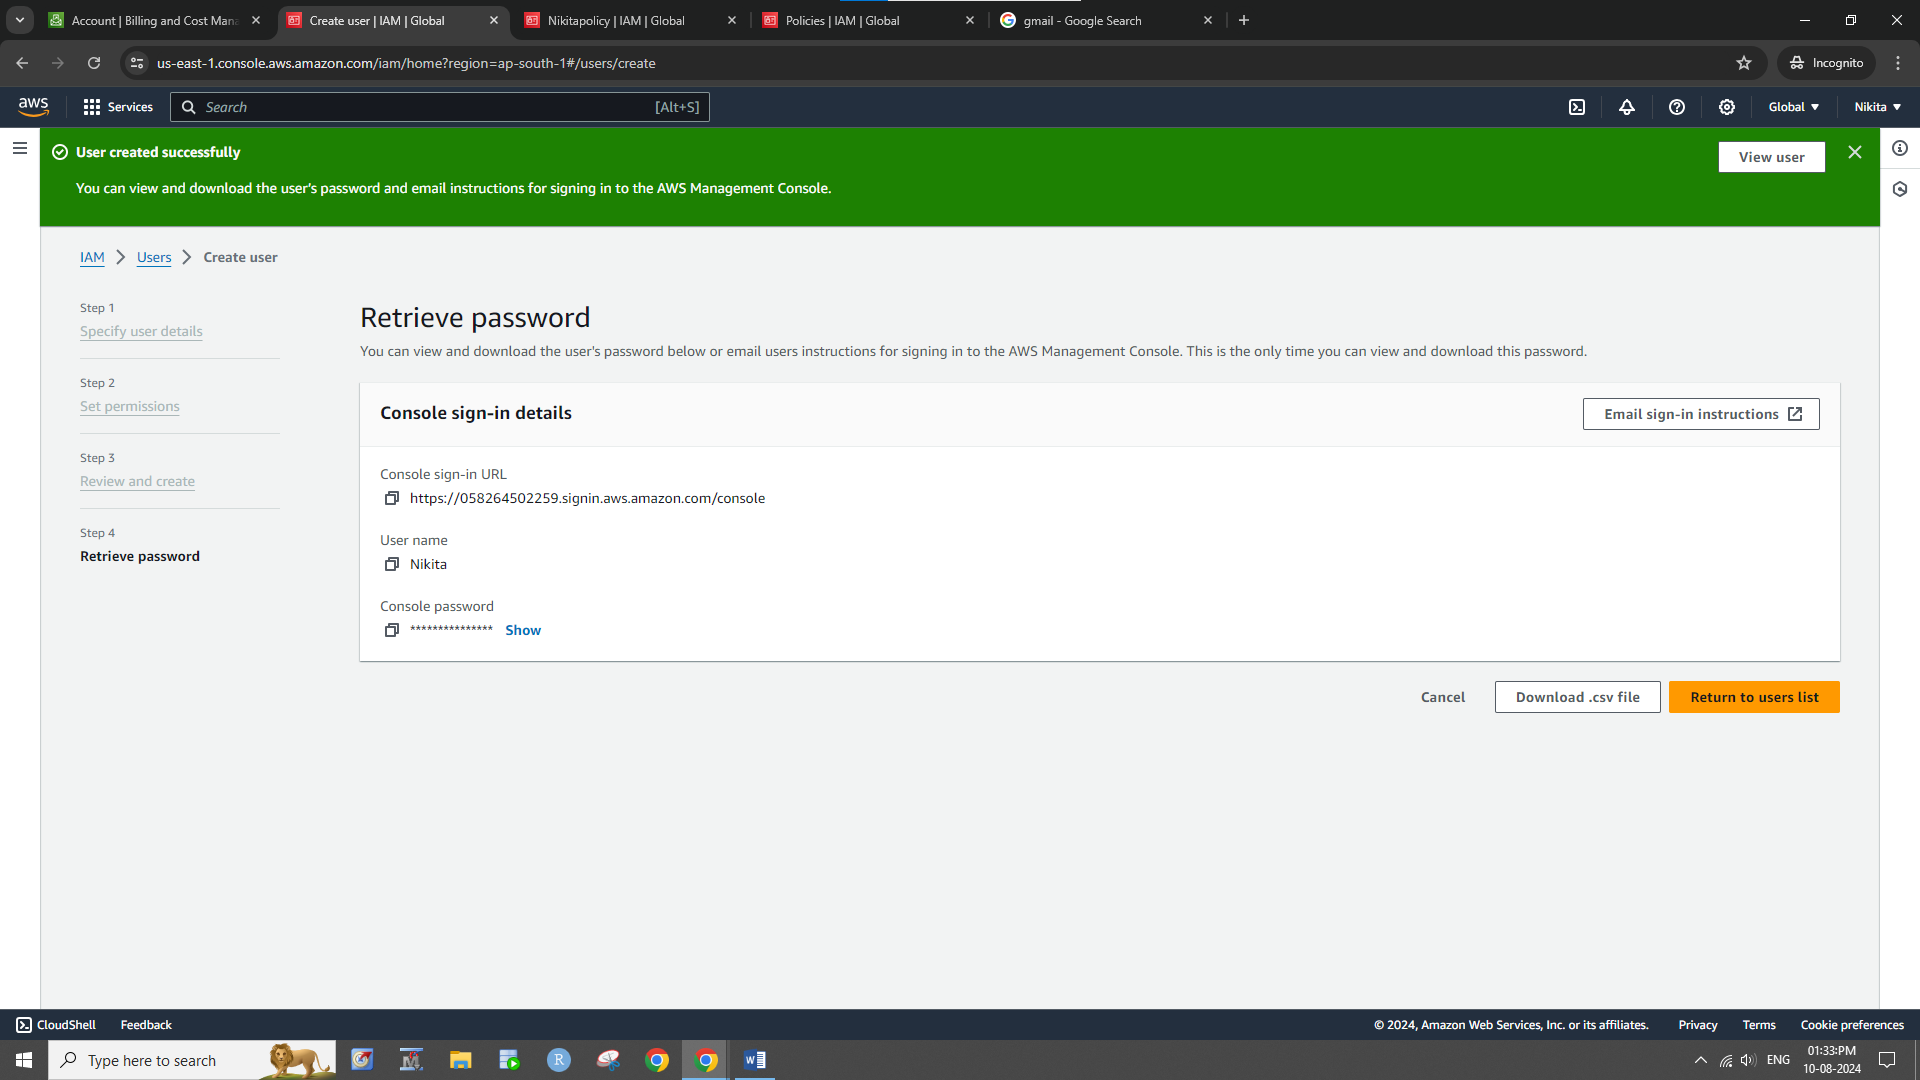 Account | Billing and Cost Mana
Create user | IAM | Global
Nikitapolicy | IAM | Global
Policies | IAM | Global
gmail - Google Search
us-east-1.console.aws.amazon.com/iam/home?region=ap-south-1#/users/create
Incognito
aws
Services
Search
[Alt+S]
Global
Nikita
User created successfully
View user
You can view and download the user's password and email instructions for signing in to the AWS Management Console.
IAM
Users
Create user
Step 1
Specify user details
Step 2
Set permissions
Step 3
Review and create
Step 4
Retrieve password
Retrieve password
You can view and download the user's password below or email users instructions for signing in to the AWS Management Console. This is the only time you can view and download this password.
Console sign-in details
Email sign-in instructions
Console sign-in URL
https://058264502259.signin.aws.amazon.com/console
User name
Nikita
Console password
*************** Show
Cancel
Download .csv file
Return to users list
CloudShell
Feedback
© 2024, Amazon Web Services, Inc. or its affiliates.
Privacy
Terms
Cookie preferences
Type here to search
R
W
ENG
01:33:PM
10-08-2024